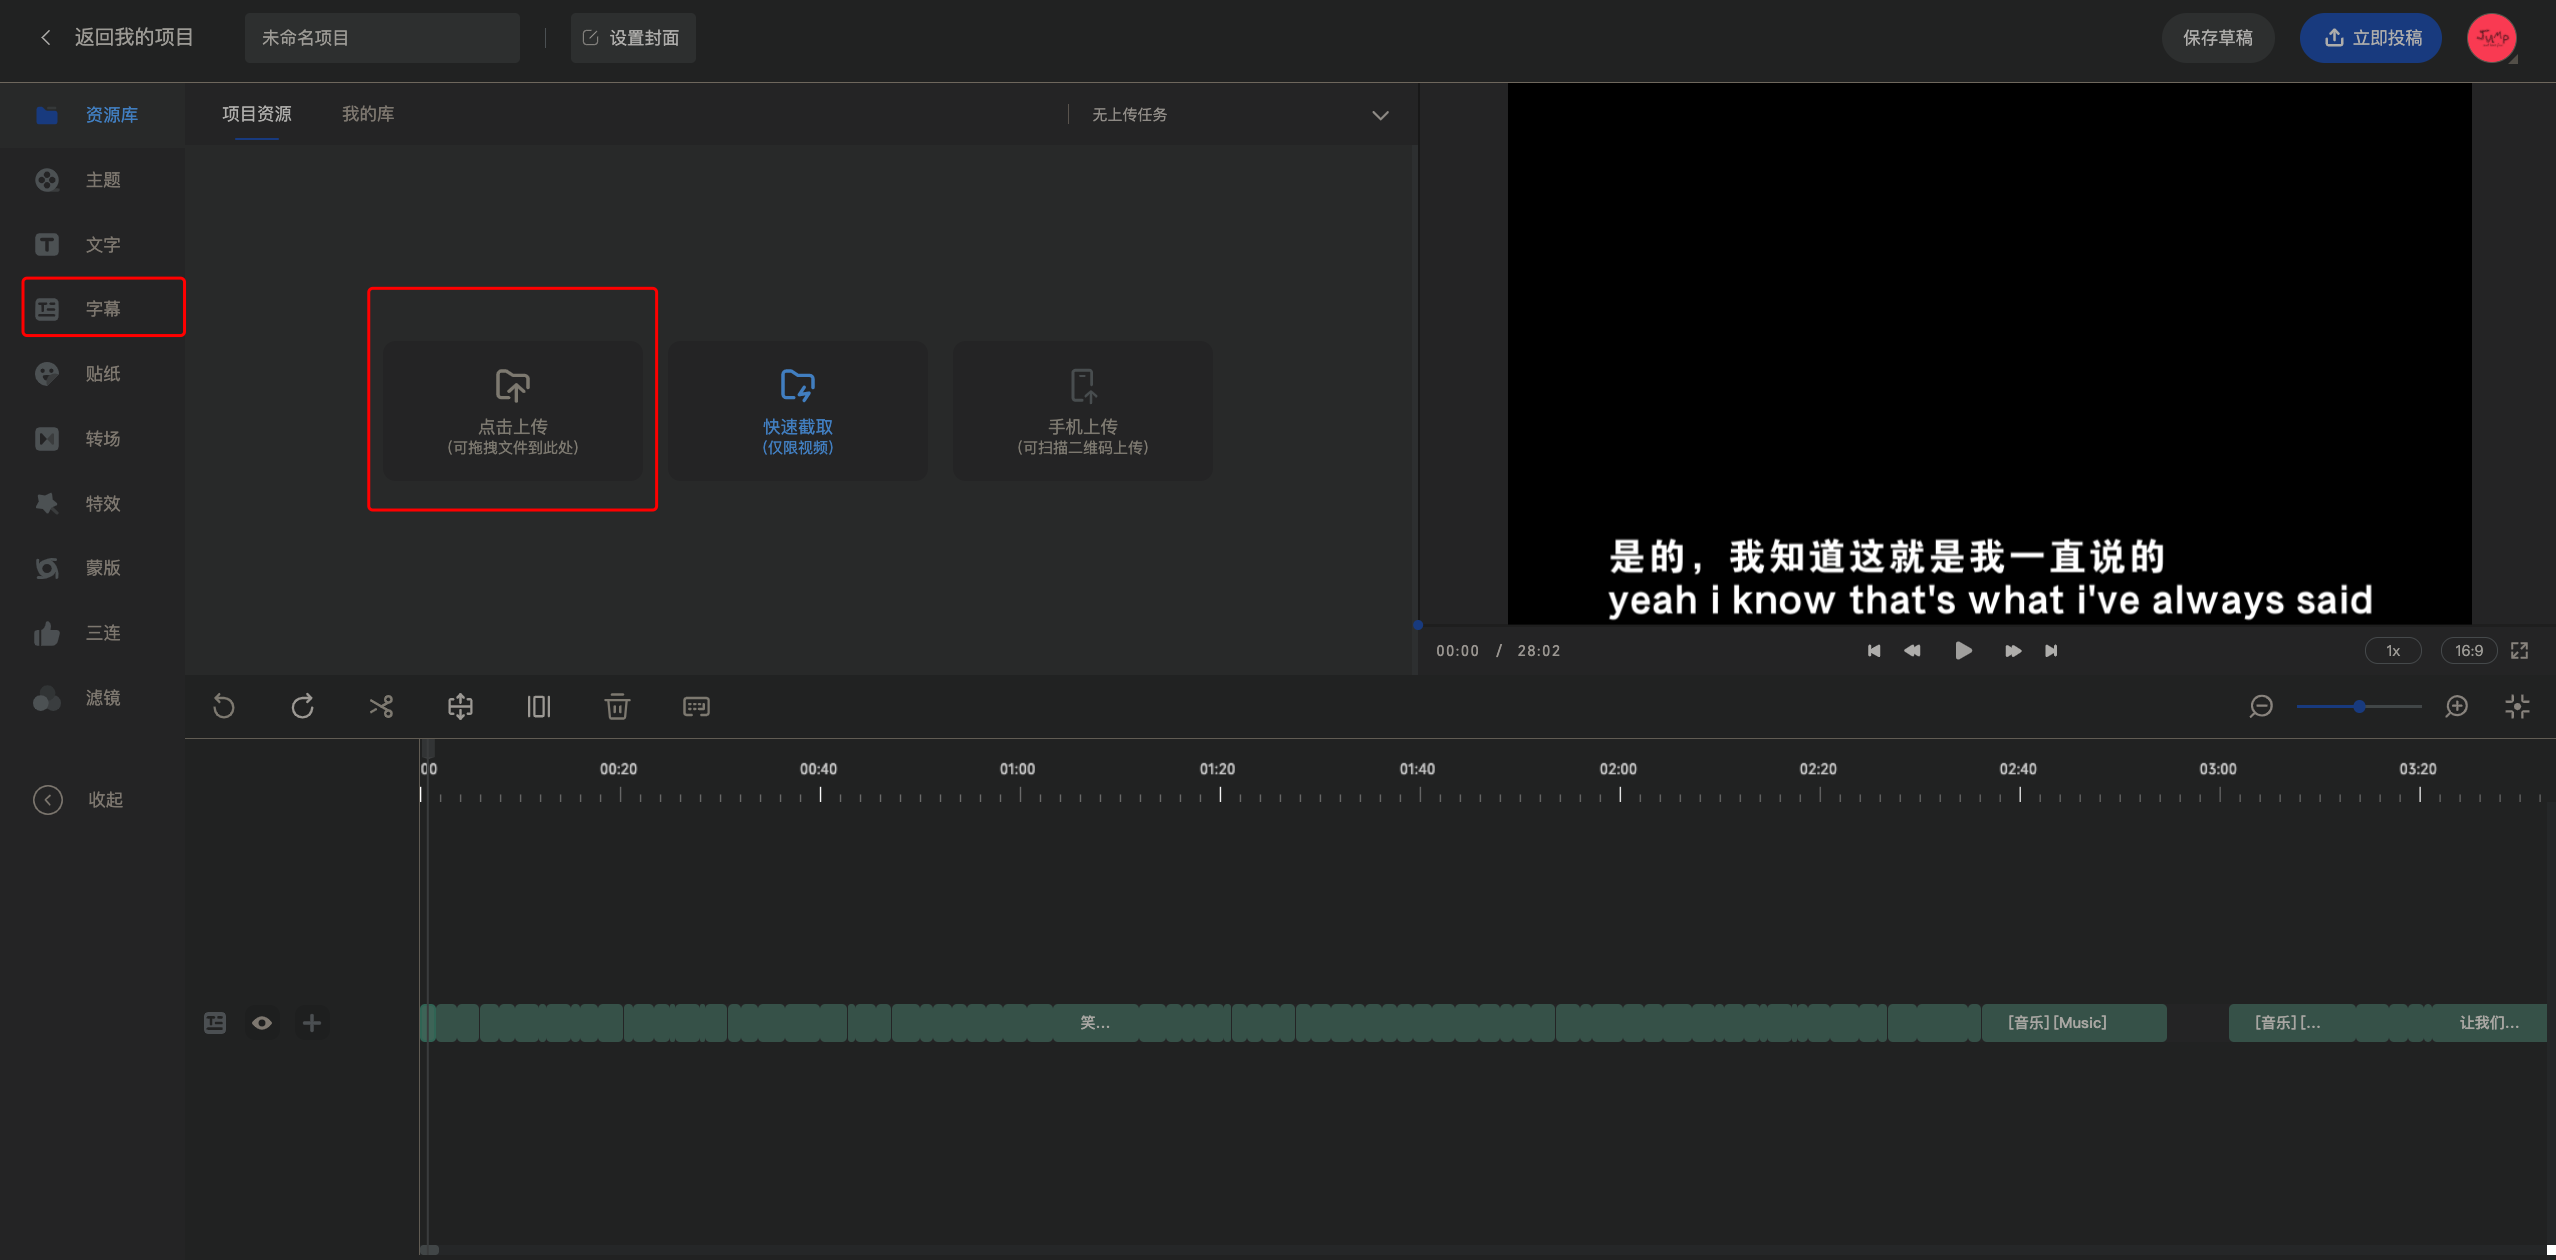 返回我的项目
未命名项目
设置封面
保存草稿
立即投稿
JUMP
资源库
主题
文字
字幕
贴纸
转场
特效
蒙版
三连
滤镜
收起
项目资源
我的库
无上传任务
点击上传
(可拖拽文件到此处)
快速截取
(仅限视频)
手机上传
(可扫描二维码上传)
是的，我知道这就是我一直说的
yeah i know that's what i've always said
00:00 / 28:02
1x
16:9
00 00:20 00:40 01:00 01:20 01:40 02:00 02:20 02:40 03:00 03:20
笑...
[音乐] [Music]
[音乐] [...
让我们...